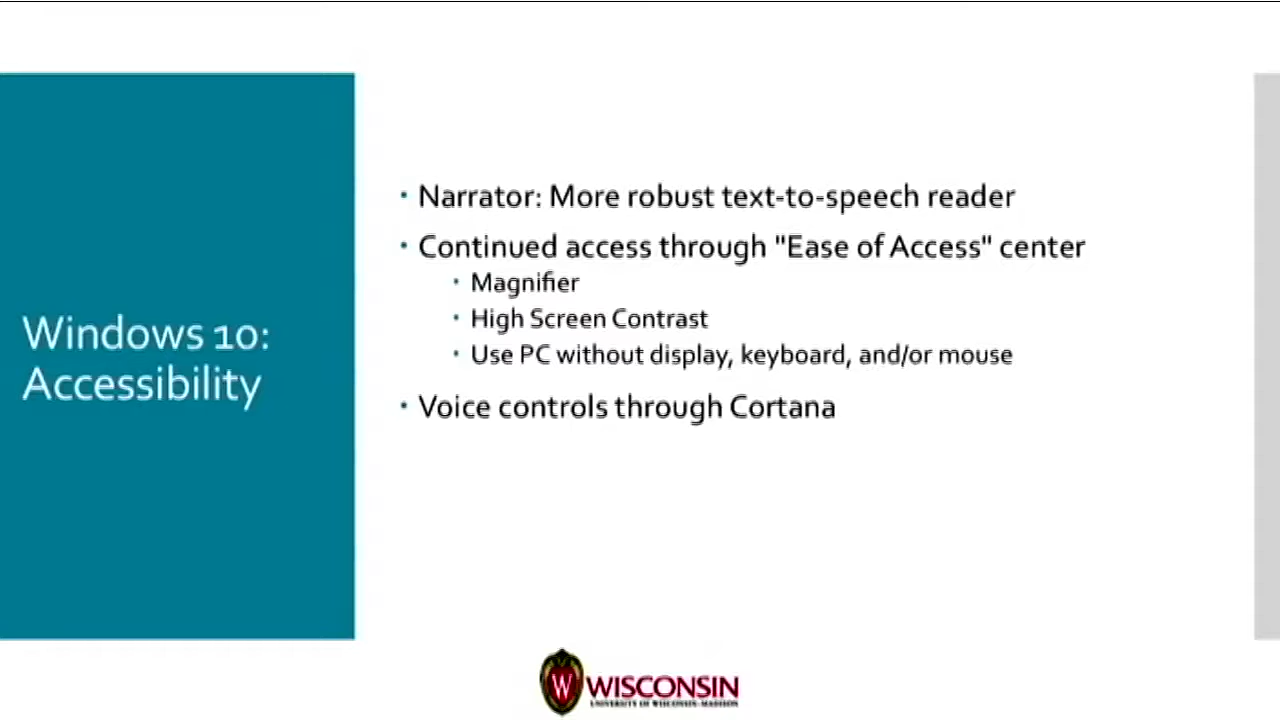 Windows 10:
Accessibility
• Narrator: More robust text-to-speech reader
• Continued access through "Ease of Access" center
• Magnifier
• High Screen Contrast
• Use PC without display, keyboard, and/or mouse
• Voice controls through Cortana
W
WISCONSIN
UNIVERSITY OF WISCONSIN-MADISON